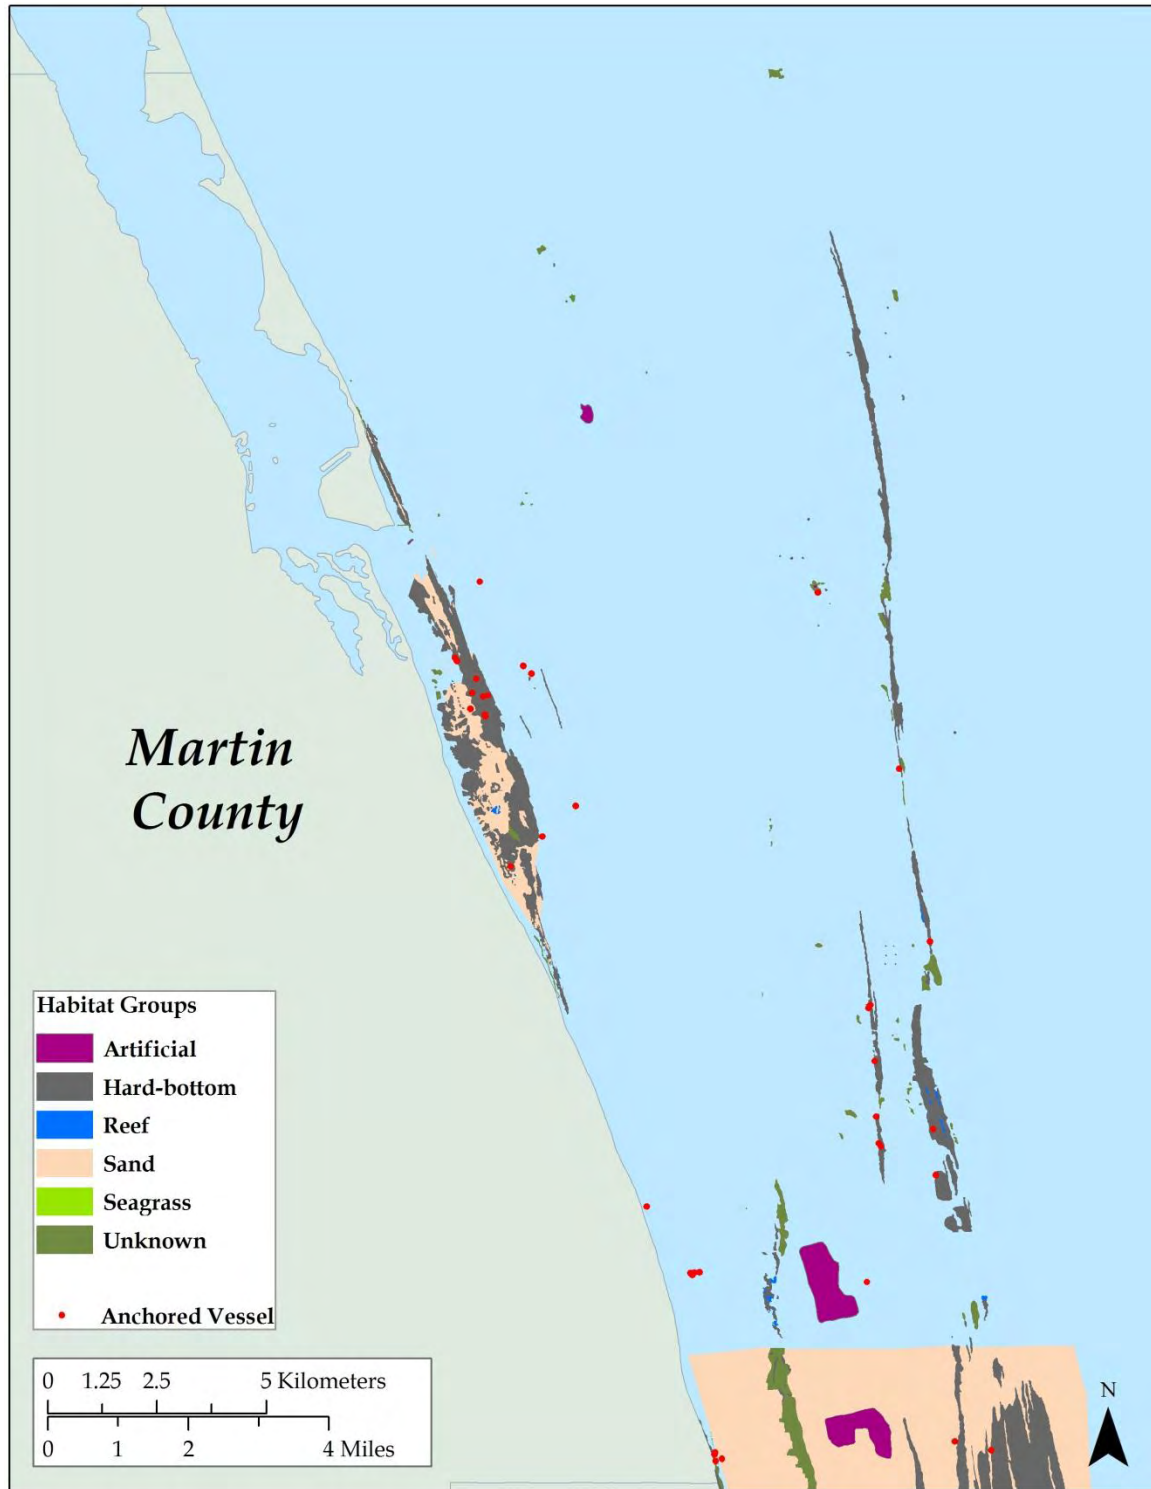 Martin
County
Habitat Groups
Artificial
Hard-bottom
Reef
Sand
Seagrass
Unknown
Anchored Vessel
0 1.25 2.5 5 Kilometers
0 1 2 4 Miles
N